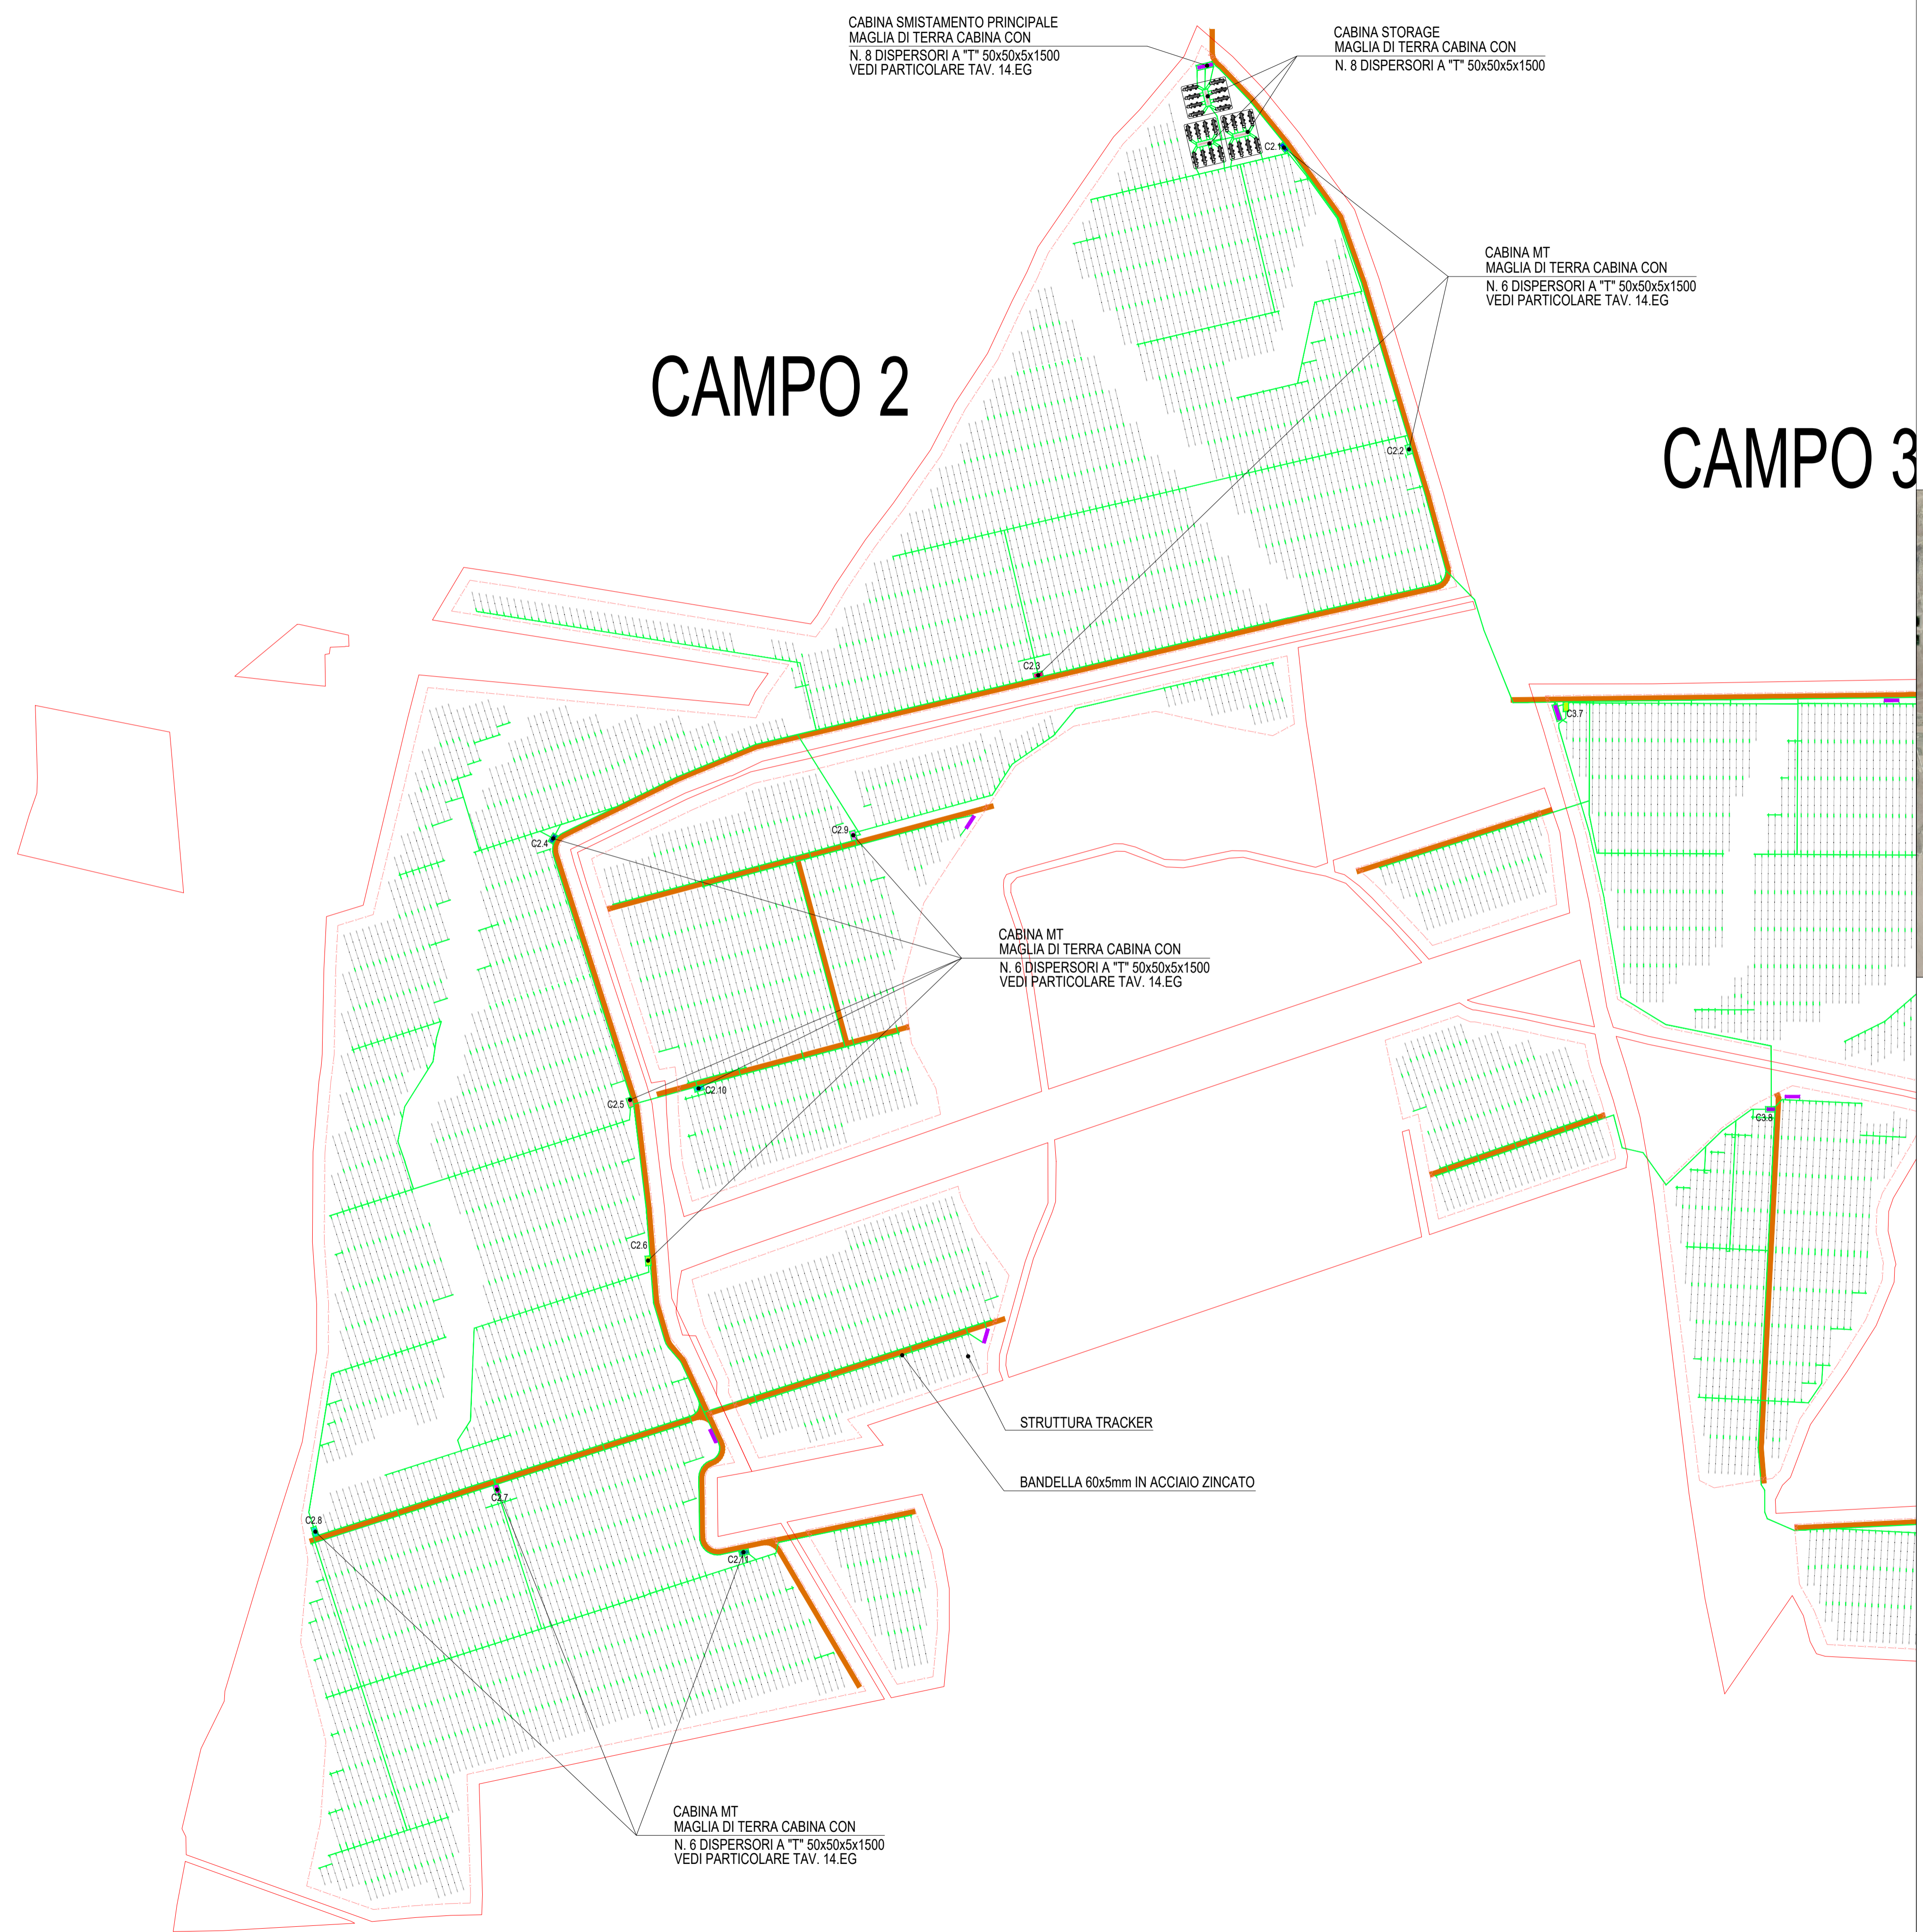 CABINA SMISTAMENTO PRINCIPALE
MAGLIA DI TERRA CABINA CON
N. 8 DISPERSORI A "T" 50x50x5x1500
VEDI PARTICOLARE TAV. 14.EG
CABINA STORAGE
MAGLIA DI TERRA CABINA CON
N. 8 DISPERSORI A "T" 50x50x5x1500
C2.1
CABINA MT
MAGLIA DI TERRA CABINA CON
N. 6 DISPERSORI A "T" 50x50x5x1500
VEDI PARTICOLARE TAV. 14.EG
CAMPO 2
CAMPO 3
C2.2
C2.3
C3.7
C2.4
C2.9
CABINA MT
MAGLIA DI TERRA CABINA CON
N. 6 DISPERSORI A "T" 50x50x5x1500
VEDI PARTICOLARE TAV. 14.EG
C2.5
C2.10
C3.8
C2.6
STRUTTURA TRACKER
BANDELLA 60x5mm IN ACCIAIO ZINCATO
C2.7
C2.8
C2.11
CABINA MT
MAGLIA DI TERRA CABINA CON
N. 6 DISPERSORI A "T" 50x50x5x1500
VEDI PARTICOLARE TAV. 14.EG